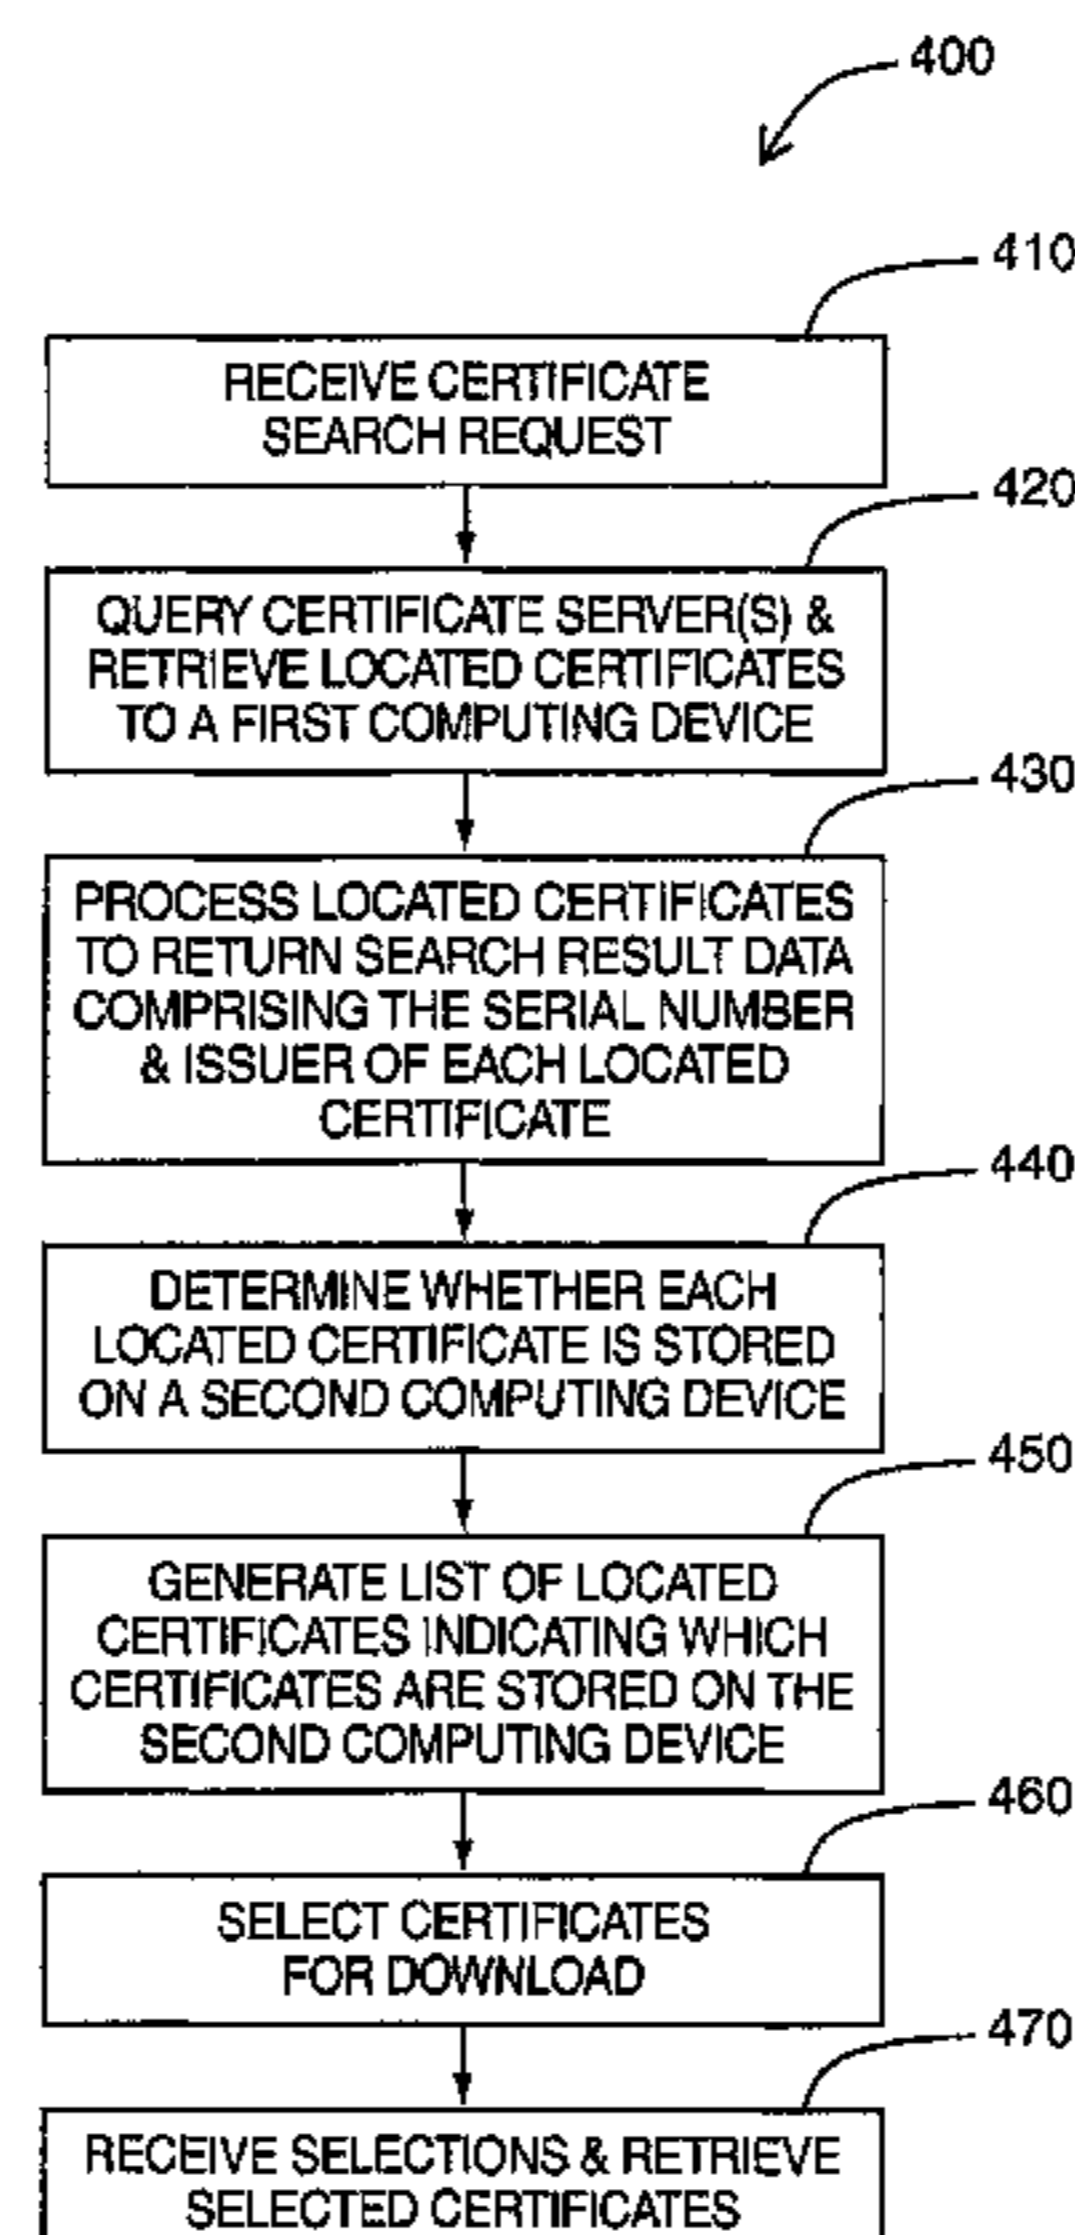 400
410
RECEIVE CERTIFICATE
SEARCH REQUEST
420
QUERY CERTIFICATE SERVER(S) &
RETRIEVE LOCATED CERTIFICATES
TO A FIRST COMPUTING DEVICE
430
PROCESS LOCATED CERTIFICATES
TO RETURN SEARCH RESULT DATA
COMPRISING THE SERIAL NUMBER
& ISSUER OF EACH LOCATED
CERTIFICATE
440
DETERMINE WHETHER EACH
LOCATED CERTIFICATE IS STORED
ON A SECOND COMPUTING DEVICE
450
GENERATE LIST OF LOCATED
CERTIFICATES INDICATING WHICH
CERTIFICATES ARE STORED ON THE
SECOND COMPUTING DEVICE
460
SELECT CERTIFICATES
FOR DOWNLOAD
470
RECEIVE SELECTIONS & RETRIEVE
SELECTED CERTIFICATES